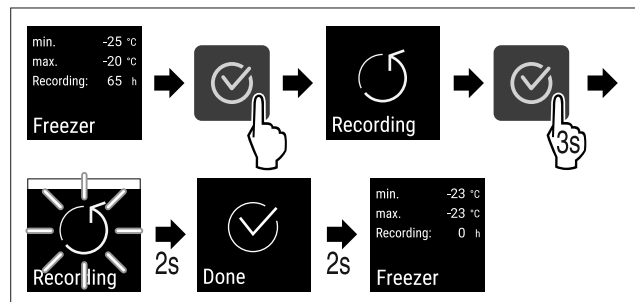 min. -25 °C
max. -20 °C
Recording: 65 h
Freezer
Recording
3s
Recording
2s
Done
2s
min. -23 °C
max. -23 °C
Recording: 0 h
Freezer